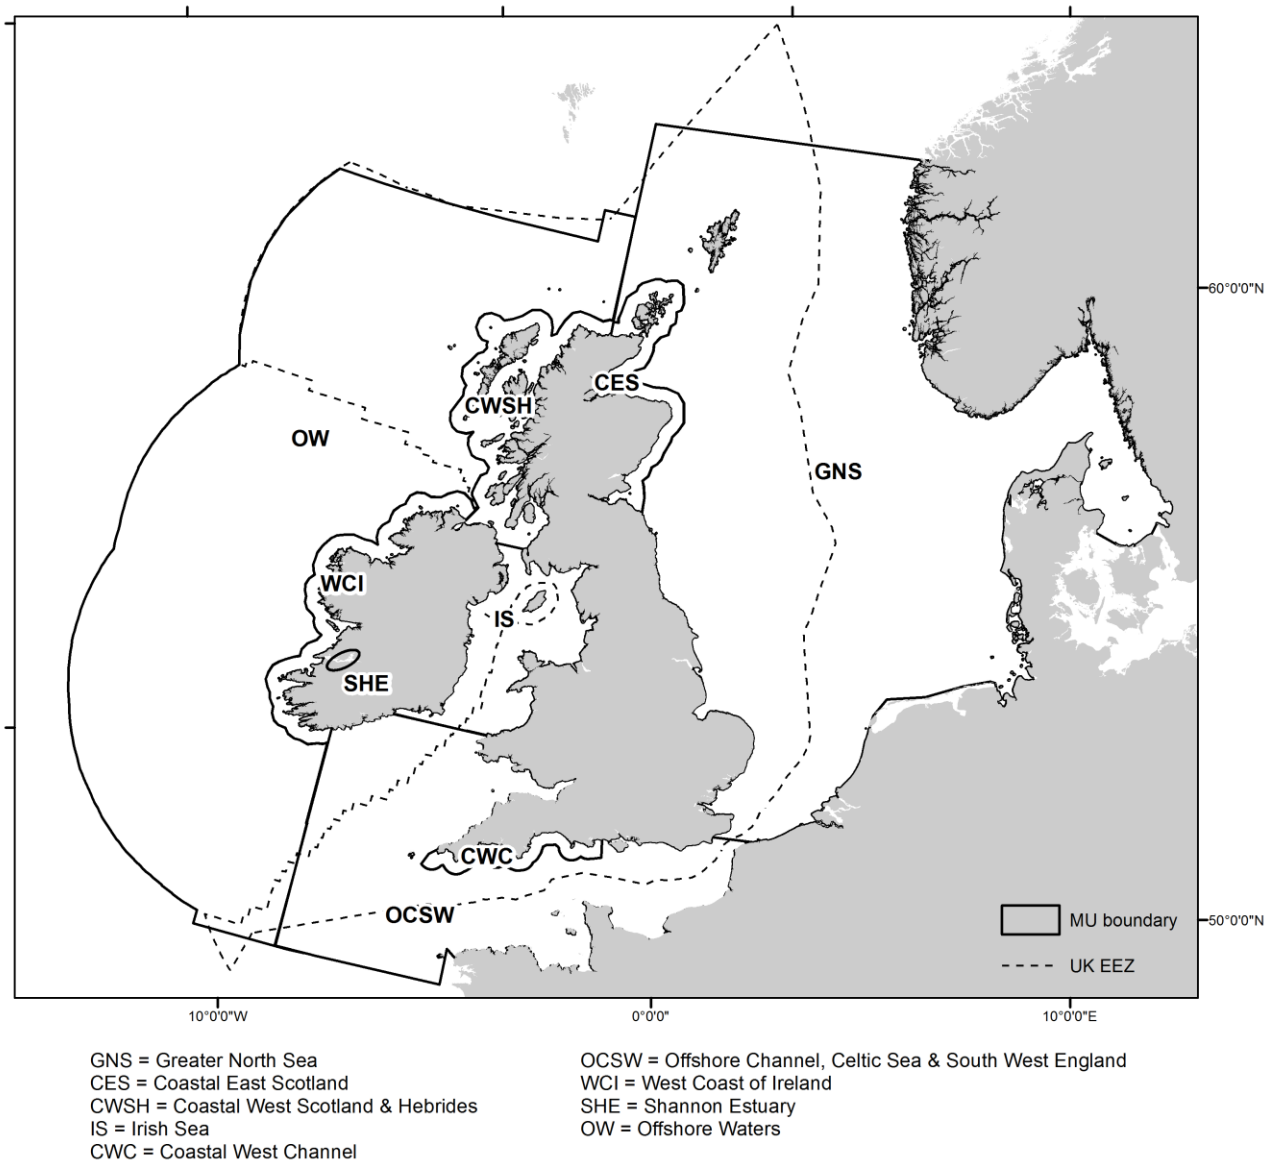 60°0'0"N
CES
CWSH
OW
GNS
WCI
IS
SHE
CWC
OCSW
MU boundary
50°0'0"N
UK EEZ
10°0'0"W
0°0'0"
10°0'0"E
GNS = Greater North Sea
CES = Coastal East Scotland
CWSH = Coastal West Scotland & Hebrides
IS = Irish Sea
CWC = Coastal West Channel
OCSW = Offshore Channel, Celtic Sea & South West England
WCI = West Coast of Ireland
SHE = Shannon Estuary
OW = Offshore Waters